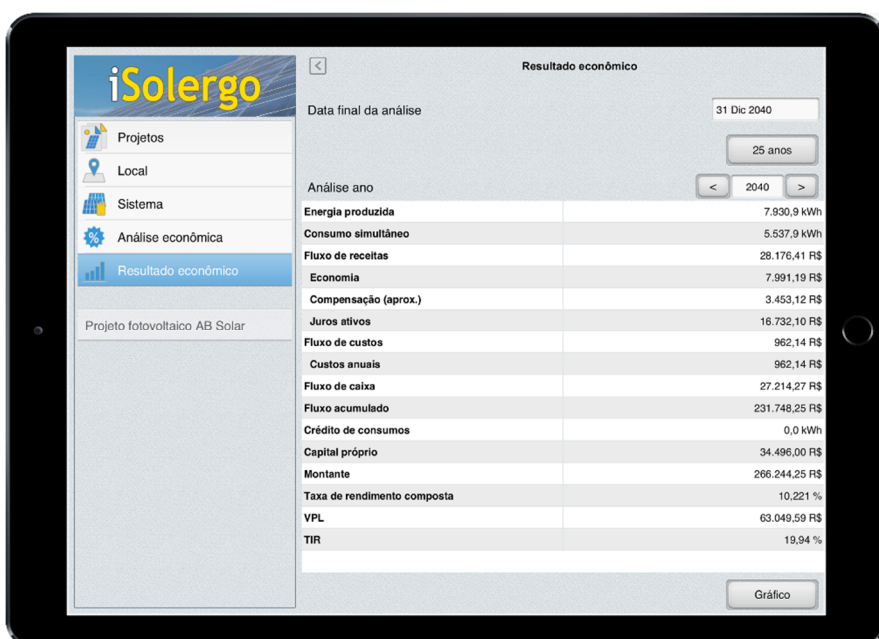 iSolergo
Projetos
Local
Sistema
Análise econômica
Resultado econômico
Projeto fotovoltaico AB Solar
<
Resultado econômico
Data final da análise
31 Dic 2040
25 anos
Análise ano
<
2040
>
Energia produzida 7.930,9 kWh
Consumo simultâneo 5.537,9 kWh
Fluxo de receitas 28.176,41 R$
Economia 7.991,19 R$
Compensação (aprox.) 3.453,12 R$
Juros ativos 16.732,10 R$
Fluxo de custos 962,14 R$
Custos anuais 962,14 R$
Fluxo de caixa 27.214,27 R$
Fluxo acumulado 231.748,25 R$
Crédito de consumos 0,0 kWh
Capital próprio 34.496,00 R$
Montante 266.244,25 R$
Taxa de rendimento composta 10,221 %
VPL 63.049,59 R$
TIR 19,94 %
Gráfico